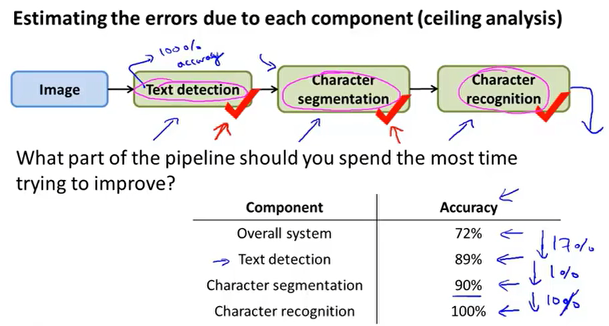 Estimating the errors due to each component (ceiling analysis)
100% accuracy
Image
Text detection
Character segmentation
Character recognition
What part of the pipeline should you spend the most time
trying to improve?
Component Accuracy
Overall system 72%
17%
Text detection 89%
1%
Character segmentation 90%
10%
Character recognition 100%